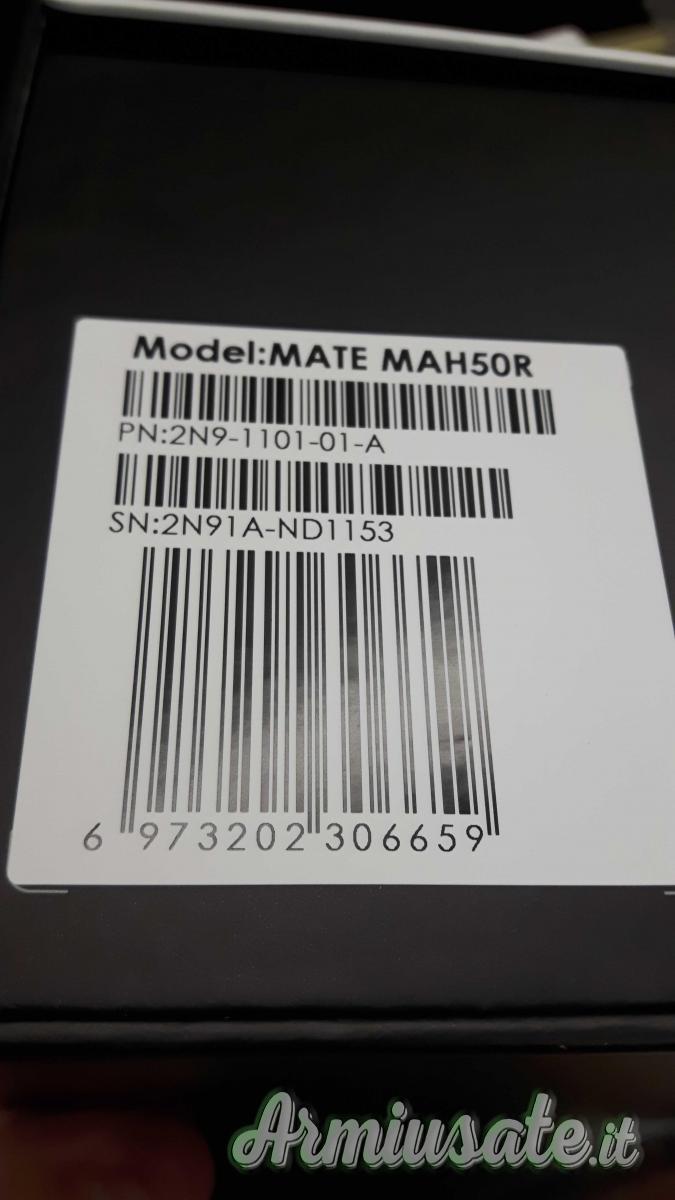 Model:MATE MAH50R
PN:2N9-1101-01-A
SN:2N91A-ND1153
6 973202 306659
Armiusate.it